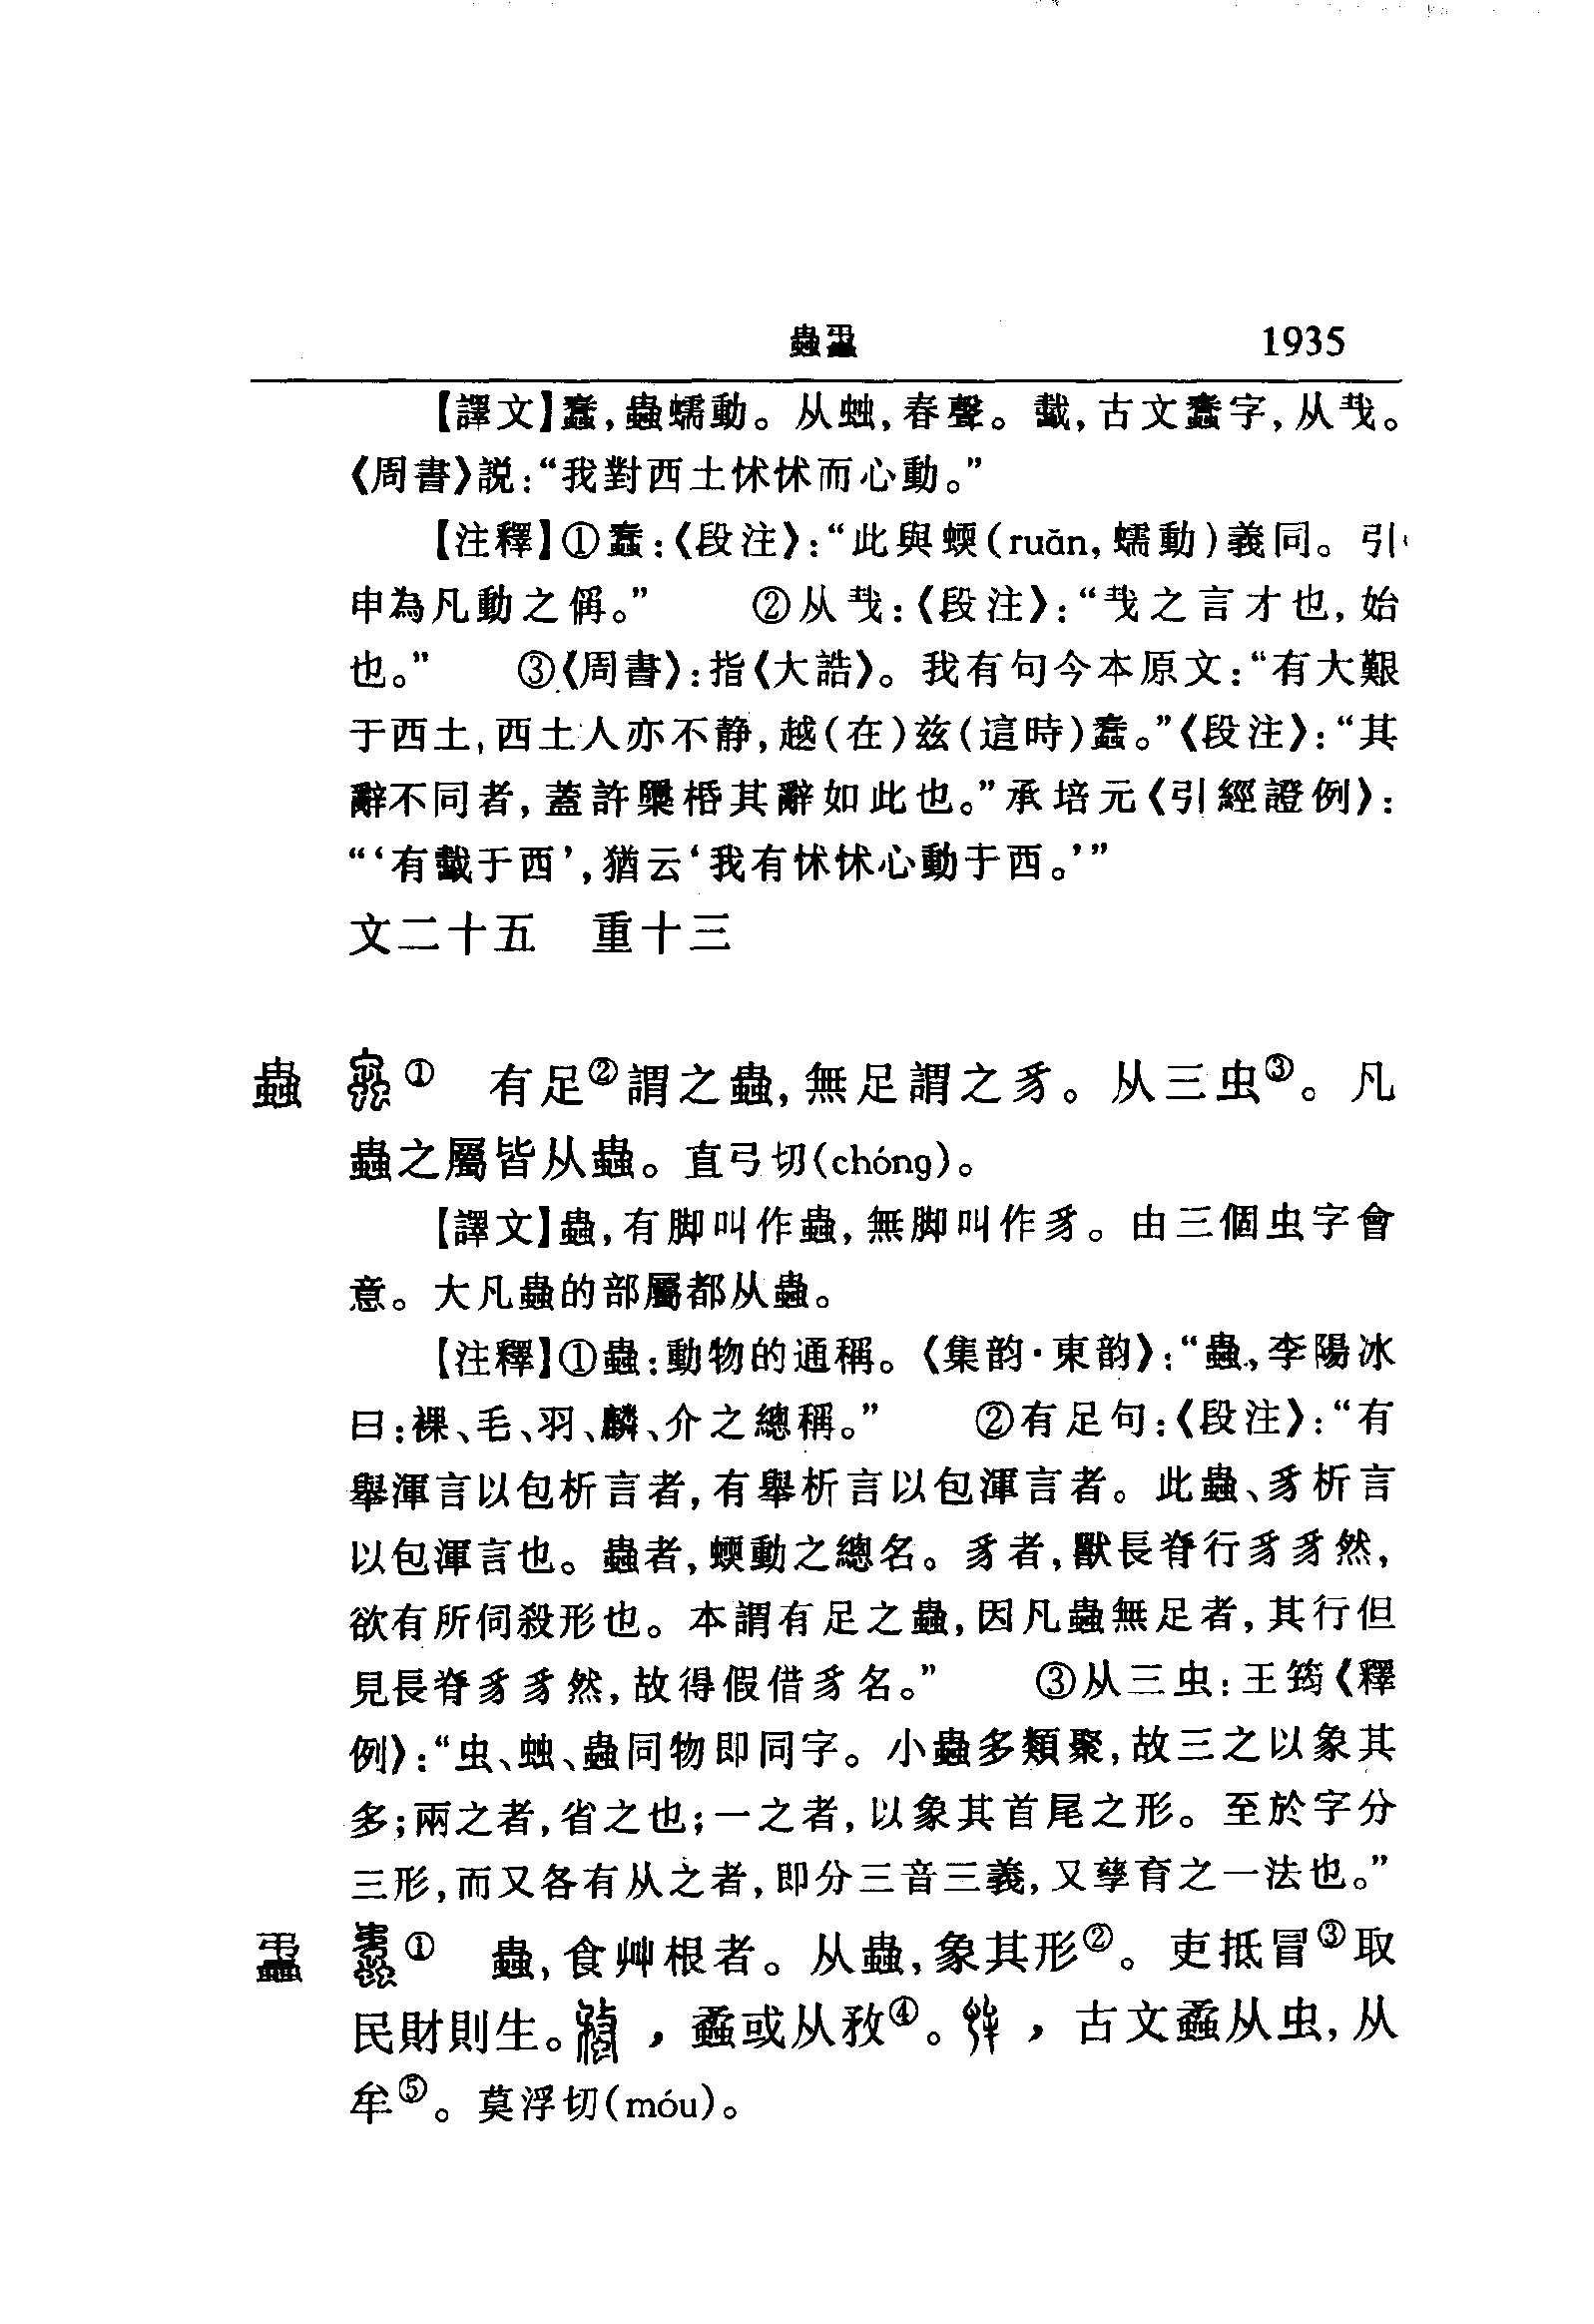 蟲蟊 1935
【譯文】蠢，蟲蠕動。从䖵，春聲。𢧤，古文蠢字，从𢦏。
《周書》説：“我對西土怵怵而心動。”
【注釋】①蠢：《段注》：“此與蝡(ruǎn，蠕動)義同。引
申為凡動之偁。” ②从𢦏：《段注》：“𢦏之言才也，始
也。” ③《周書》：指《大誥》。我有句今本原文：“有大艱
于西土，西土人亦不静，越(在)兹(這時)蠢。”《段注》：“其
辭不同者，蓋許櫽桰其辭如此也。”承培元《引經證例》：
“‘有𢧤于西’，猶云‘我有怵怵心動于西。’”
文二十五 重十三
蟲 ① 有足②謂之蟲，無足謂之豸。从三虫③。凡
蟲之屬皆从蟲。直弓切(chóng)。
【譯文】蟲，有脚叫作蟲，無脚叫作豸。由三個虫字會
意。大凡蟲的部屬都从蟲。
【注釋】①蟲：動物的通稱。《集韵·東韵》：“蟲，李陽冰
曰：裸、毛、羽、麟、介之總稱。” ②有足句：《段注》：“有
舉渾言以包析言者，有舉析言以包渾言者。此蟲、豸析言
以包渾言也。蟲者，蝡動之總名。豸者，獸長脊行豸豸然，
欲有所伺殺形也。本謂有足之蟲，因凡蟲無足者，其行但
見長脊豸豸然，故得假借豸名。” ③从三虫：王筠《釋
例》：“虫、䖵、蟲同物即同字。小蟲多類聚，故三之以象其
多；兩之者，省之也；一之者，以象其首尾之形。至於字分
三形，而又各有从之者，即分三音三義，又孳育之一法也。”
① 蟲，食艸根者。从蟲，象其形②。吏抵冒③取
民財則生。，蟊或从敄④。，古文蟊从虫，从
牟⑤。莫浮切(móu)。